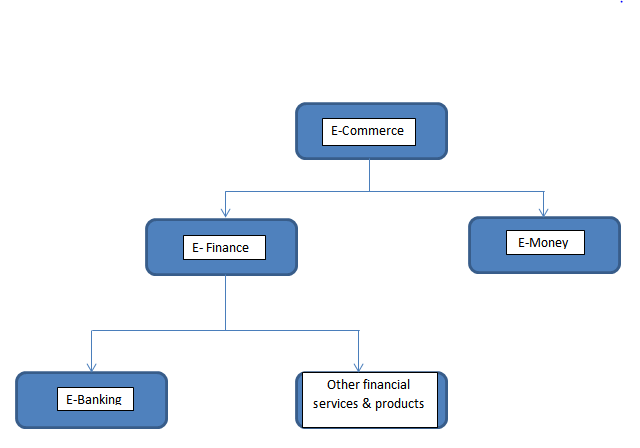 E-Commerce
E- Finance
E-Money
E-Banking
Other financial
services & products